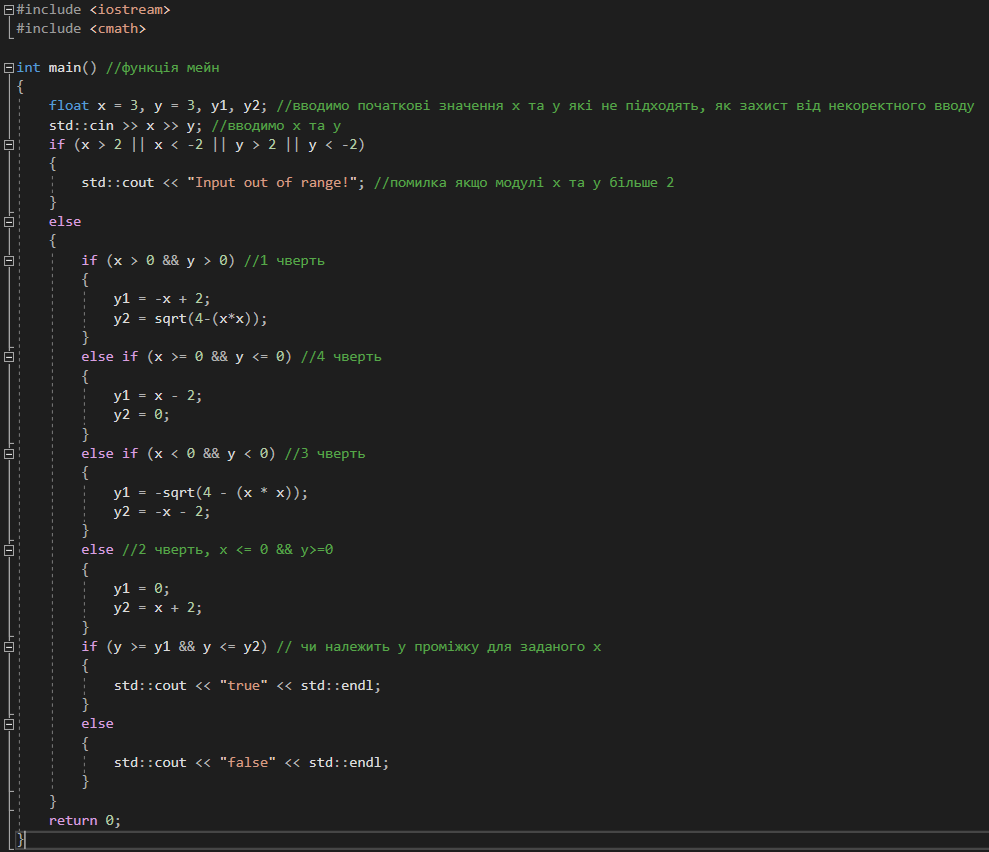 #include <iostream>
#include <cmath>
int main() //функція мейн
{
float x = 3, y = 3, y1, y2; //вводимо початкові значення х та у які не підходять, як захист від некоректного вводу
std::cin >> x >> y; //вводимо х та у
if (x > 2 || x < -2 || y > 2 || y < -2)
{
std::cout << "Input out of range!"; //помилка якщо модулі х та у більше 2
}
else
{
if (x > 0 && y > 0) //1 чверть
{
y1 = -x + 2;
y2 = sqrt(4-(x*x));
}
else if (x >= 0 && y <= 0) //4 чверть
{
y1 = x - 2;
y2 = 0;
}
else if (x < 0 && y < 0) //3 чверть
{
y1 = -sqrt(4 - (x * x));
y2 = -x - 2;
}
else //2 чверть, x <= 0 && y>=0
{
y1 = 0;
y2 = x + 2;
}
if (y >= y1 && y <= y2) // чи належить у проміжку для заданого х
{
std::cout << "true" << std::endl;
}
else
{
std::cout << "false" << std::endl;
}
}
return 0;
}